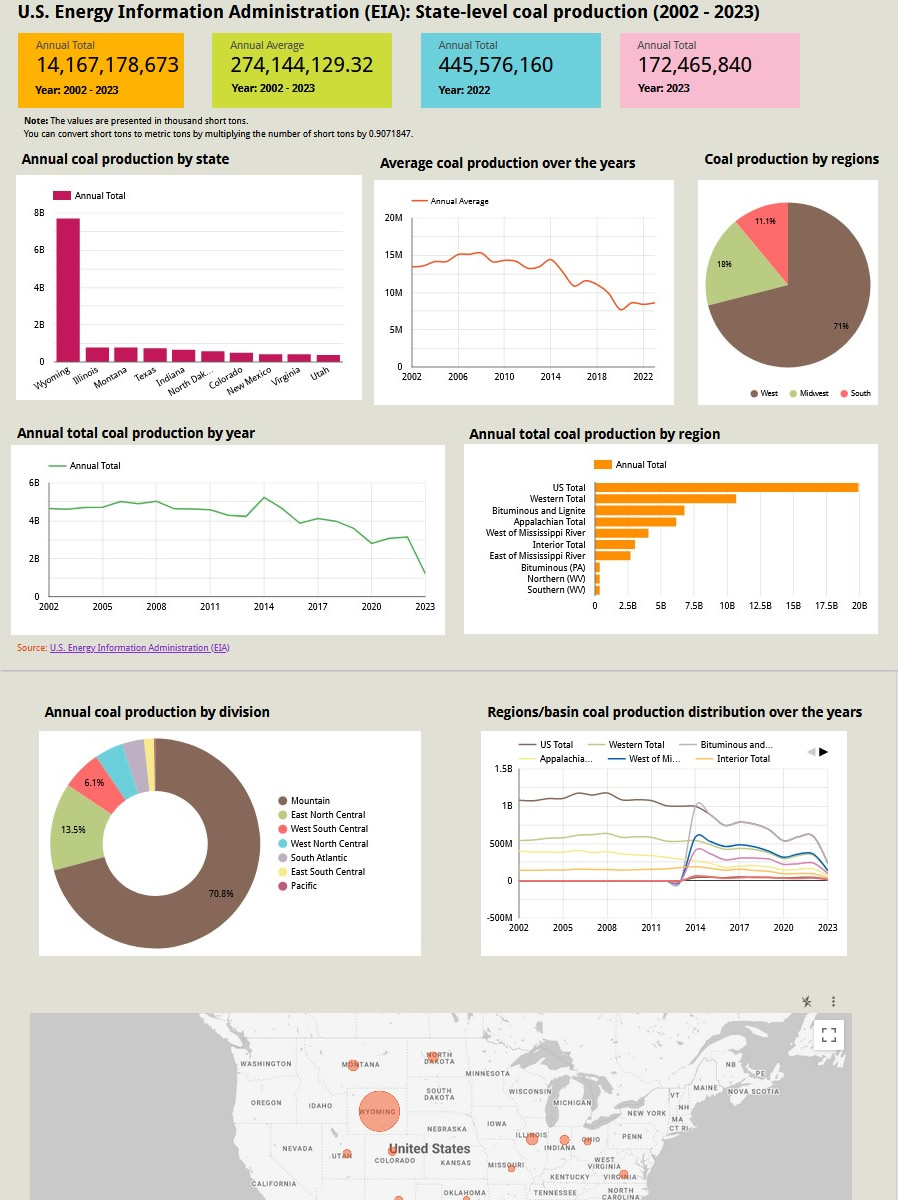 U.S. Energy Information Administration (EIA): State-level coal production (2002 - 2023)
Annual Total
14,167,178,673
Year: 2002 - 2023
Annual Average
274,144,129.32
Year: 2002 - 2023
Annual Total
445,576,160
Year: 2022
Annual Total
172,465,840
Year: 2023
Note: The values are presented in thousand short tons.
You can convert short tons to metric tons by multiplying the number of short tons by 0.9071847.
Annual coal production by state
Annual Total
8B
6B
4B
2B
0
Wyoming
Illinois
Montana
Texas
Indiana
North Dak...
Colorado
New Mexico
Virginia
Utah
Average coal production over the years
Annual Average
20M
15M
10M
5M
0
2002 2006 2010 2014 2018 2022
Coal production by regions
11.1%
18%
71%
West Midwest South
Annual total coal production by year
Annual Total
6B
4B
2B
0
2002 2005 2008 2011 2014 2017 2020 2023
Annual total coal production by region
Annual Total
US Total
Western Total
Bituminous and Lignite
Appalachian Total
West of Mississippi River
Interior Total
East of Mississippi River
Bituminous (PA)
Northern (WV)
Southern (WV)
0 2.5B 5B 7.5B 10B 12.5B 15B 17.5B 20B
Source: U.S. Energy Information Administration (EIA)
Annual coal production by division
6.1%
13.5%
70.8%
Mountain
East North Central
West South Central
West North Central
South Atlantic
East South Central
Pacific
Regions/basin coal production distribution over the years
US Total Western Total Bituminous and...
Appalachia... West of Mi... Interior Total
1.5B
1B
500M
0
-500M
2002 2005 2008 2011 2014 2017 2020 2023
WASHINGTON
MONTANA
NORTH
DAKOTA
MINNESOTA
NB
PE
OREGON
IDAHO
WYOMING
SOUTH
DAKOTA
WISCONSIN
MICHIGAN
VT
MAINE
NOVA SCOTIA
NH
NEW YORK
MA
CT RI
NEBRASKA
IOWA
ILLINOIS
INDIANA
OHIO
PENN
NEVADA
UTAH
United States
COLORADO
KANSAS
MISSOURI
WEST
VIRGINIA
KENTUCKY
VIRGINIA
CALIFORNIA
OKLAHOMA
TENNESSEE
NORTH
CAROLINA